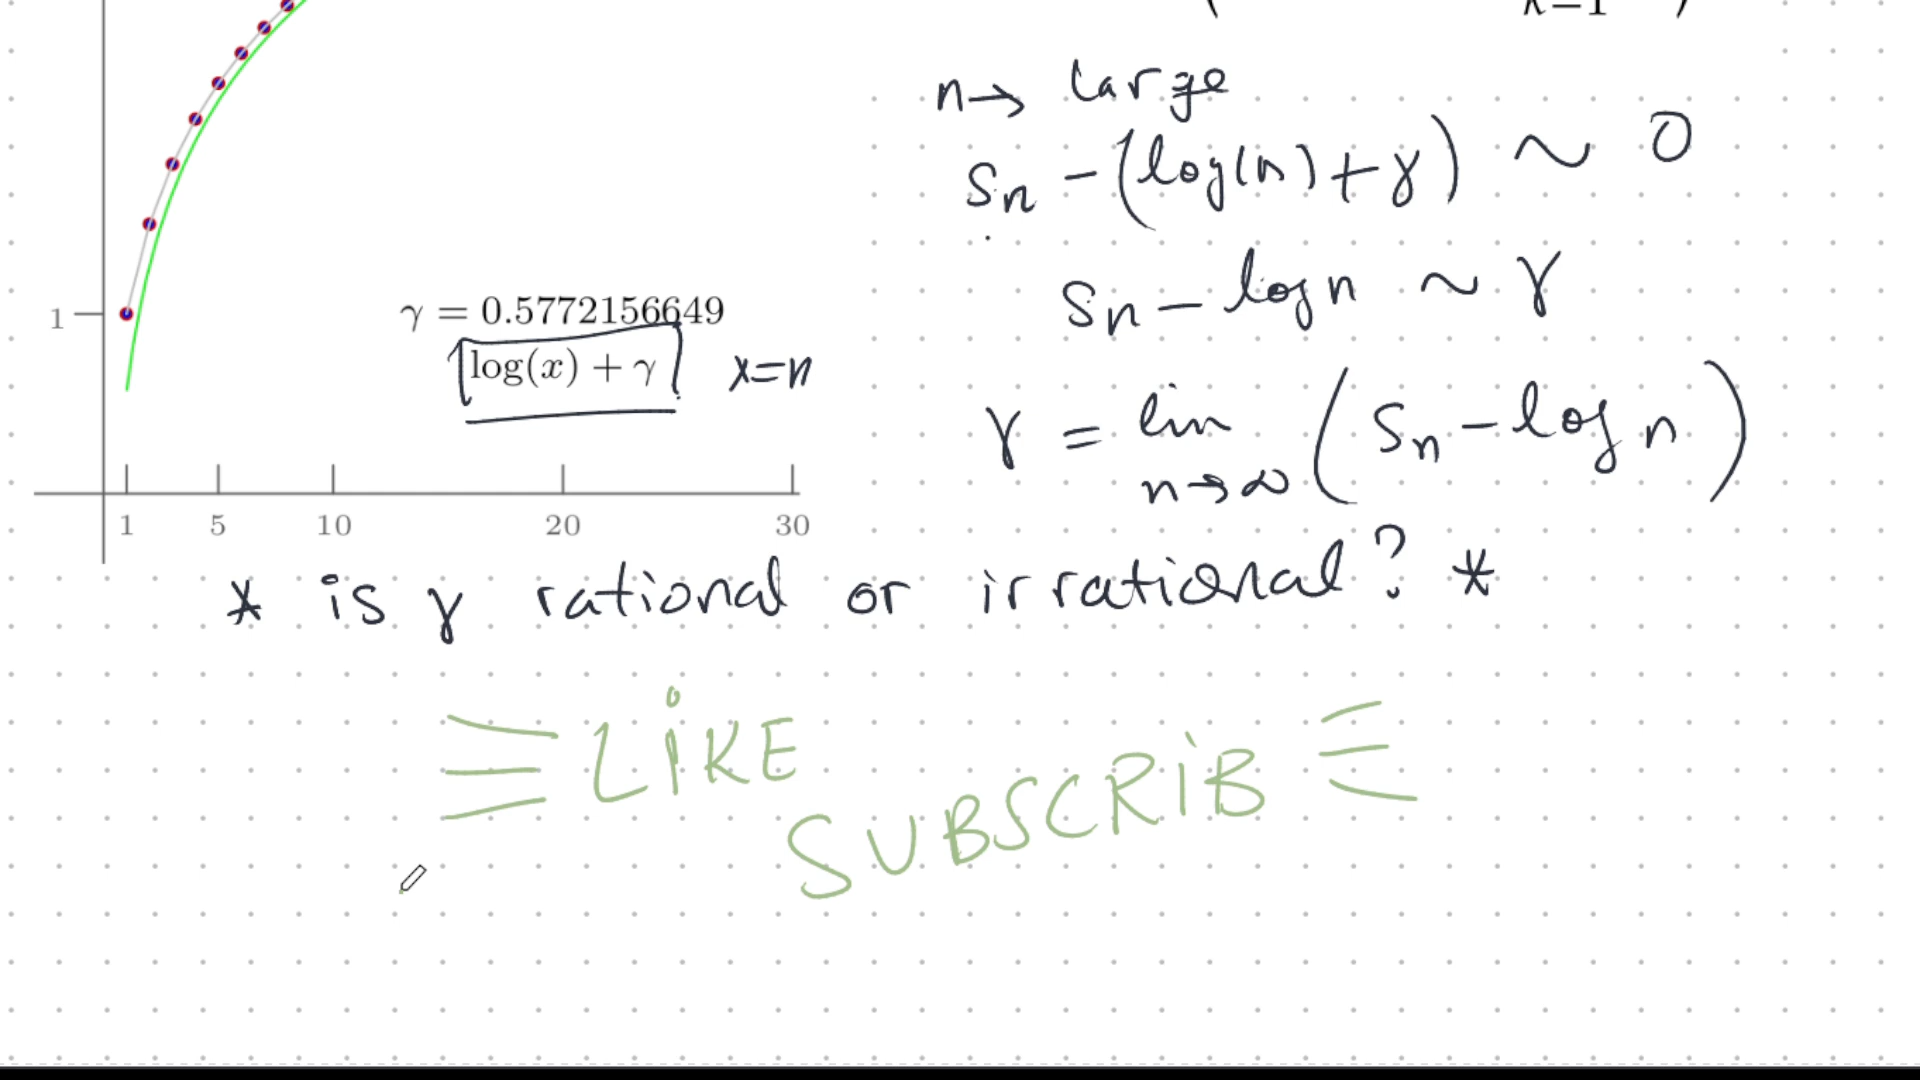 k=1
n→ large
Sn - (log(n)+γ) ~ 0
Sn - log n ~ γ
1
γ = 0.5772156649
log(x) + γ x=n
γ = lim n→∞ (Sn - log n)
1 5 10 20 30
* is γ rational or irrational? *
LiKE
SUBSCRiB